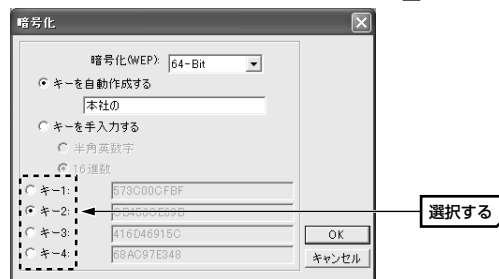 暗号化
暗号化(WEP): 64-Bit
キーを自動作成する
本社の
キーを手入力する
半角英数字
16進数
キー1: 573C00CFBF
キー2:
キー3: 416D46915C
キー4: 68AC97E348
選択する
OK
キャンセル